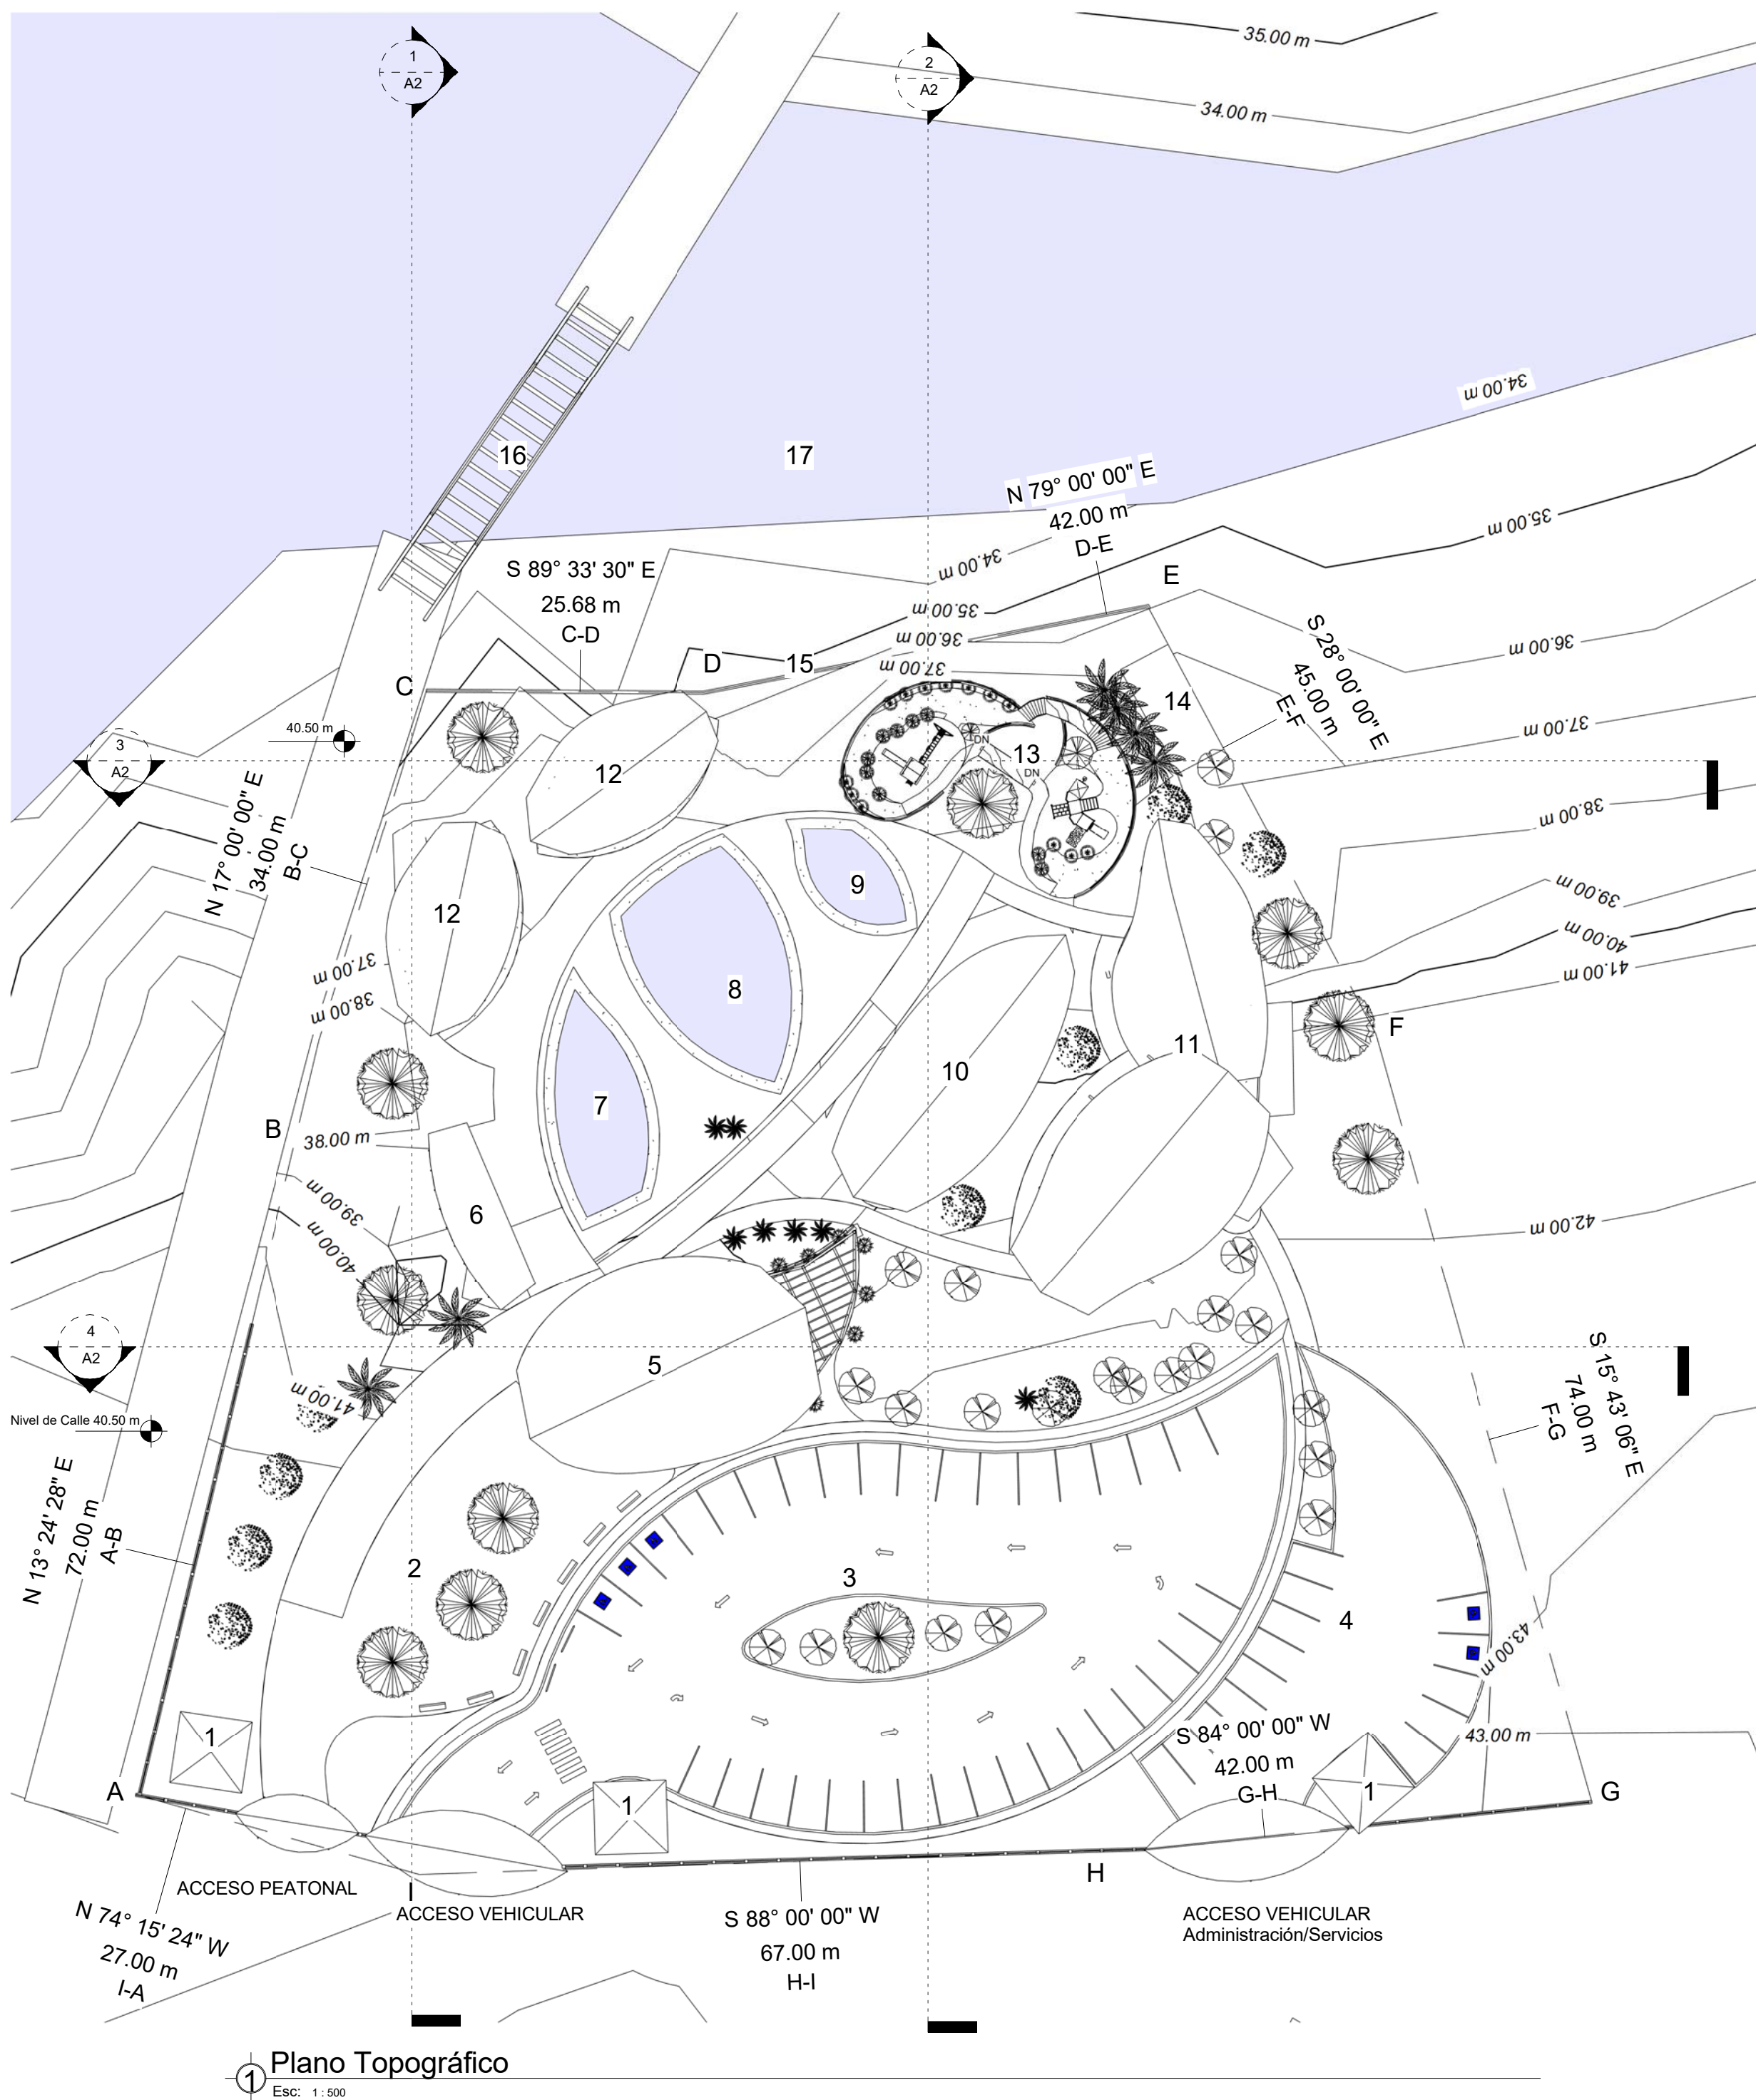 1
A2
2
A2
35.00 m
34.00 m
34.00 m
16
17
N 79° 00' 00" E
42.00 m
D-E
35.00 m
34.00 m
S 89° 33' 30" E
25.68 m
C-D
E
35.00 m
36.00 m
37.00 m
S 28° 00' 00" E
45.00 m
E-F
36.00 m
D
15
C
14
40.50 m
3
A2
12
13
DN
DN
37.00 m
38.00 m
N 17° 00' 00" E
34.00 m
B-C
9
12
39.00 m
40.00 m
41.00 m
37.00 m
38.00 m
8
F
11
10
7
B
38.00 m
39.00 m
40.00 m
6
42.00 m
4
A2
5
41.00 m
Nivel de Calle 40.50 m
S 15° 43' 06" E
74.00 m
F-G
N 13° 24' 28" E
72.00 m
A-B
2
3
4
43.00 m
43.00 m
S 84° 00' 00" W
42.00 m
G-H
1
A
1
1
G
H
I
ACCESO PEATONAL
ACCESO VEHICULAR
N 74° 15' 24" W
27.00 m
I-A
S 88° 00' 00" W
67.00 m
H-I
ACCESO VEHICULAR
Administración/Servicios
1
Plano Topográfico
Esc: 1 : 500